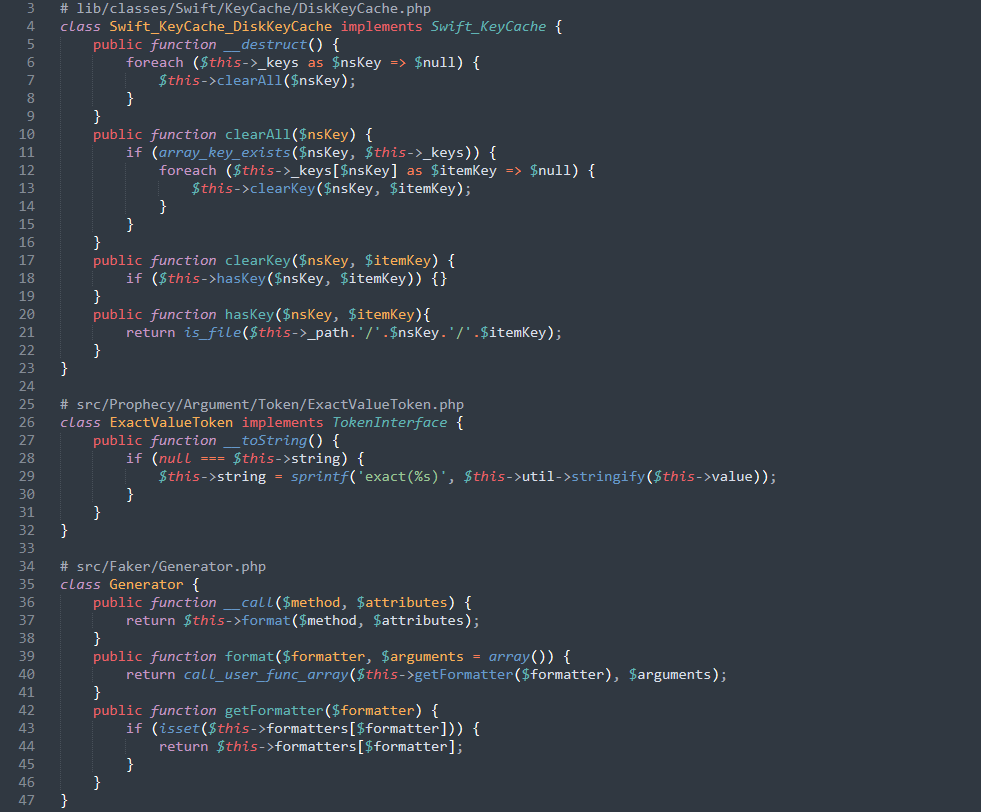 3 # lib/classes/Swift/KeyCache/DiskKeyCache.php
4 class Swift_KeyCache_DiskKeyCache implements Swift_KeyCache {
5     public function __destruct() {
6         foreach ($this->_keys as $nsKey => $null) {
7             $this->clearAll($nsKey);
8         }
9     }
10     public function clearAll($nsKey) {
11         if (array_key_exists($nsKey, $this->_keys)) {
12             foreach ($this->_keys[$nsKey] as $itemKey => $null) {
13                 $this->clearKey($nsKey, $itemKey);
14             }
15         }
16     }
17     public function clearKey($nsKey, $itemKey) {
18         if ($this->hasKey($nsKey, $itemKey)) {}
19     }
20     public function hasKey($nsKey, $itemKey){
21         return is_file($this->_path.'/'.$nsKey.'/'.$itemKey);
22     }
23 }
24
25 # src/Prophecy/Argument/Token/ExactValueToken.php
26 class ExactValueToken implements TokenInterface {
27     public function __toString() {
28         if (null === $this->string) {
29             $this->string = sprintf('exact(%s)', $this->util->stringify($this->value));
30         }
31     }
32 }
33
34 # src/Faker/Generator.php
35 class Generator {
36     public function __call($method, $attributes) {
37         return $this->format($method, $attributes);
38     }
39     public function format($formatter, $arguments = array()) {
40         return call_user_func_array($this->getFormatter($formatter), $arguments);
41     }
42     public function getFormatter($formatter) {
43         if (isset($this->formatters[$formatter])) {
44             return $this->formatters[$formatter];
45         }
46     }
47 }